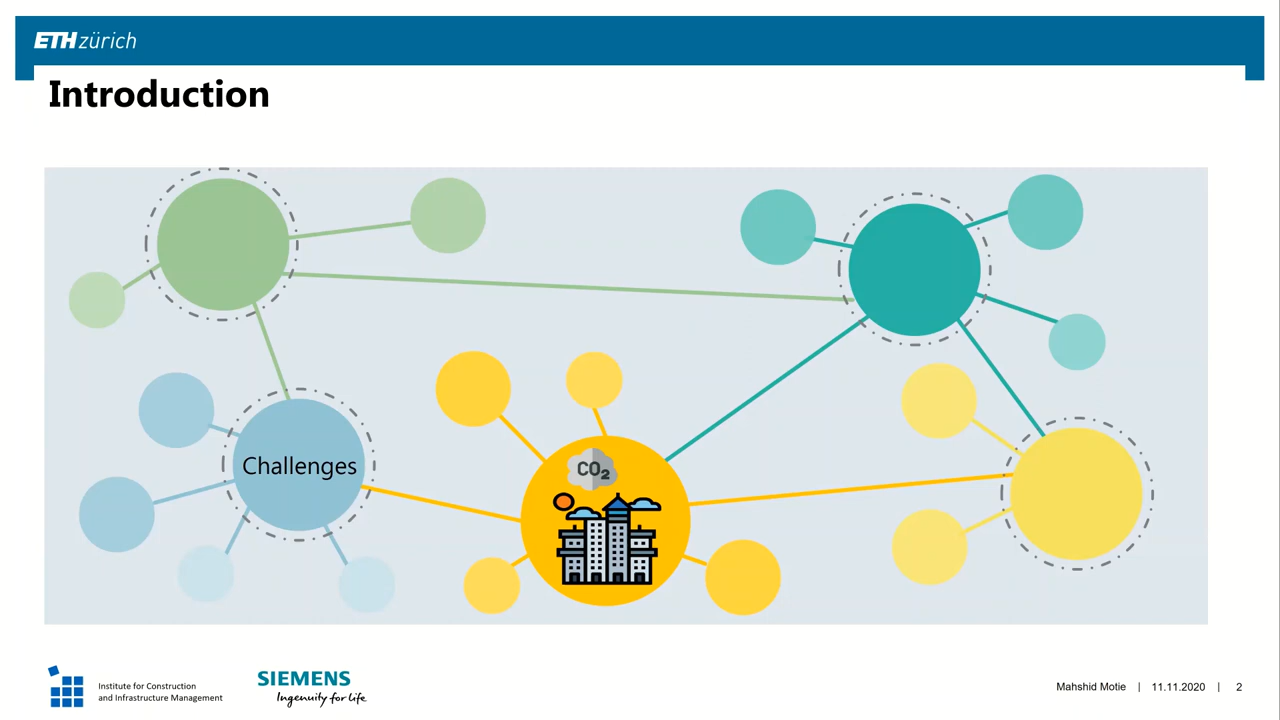 ETH zürich
Introduction
CO₂
Challenges
Institute for Construction
and Infrastructure Management
SIEMENS
Ingenuity for life
Mahshid Motie | 11.11.2020 | 2